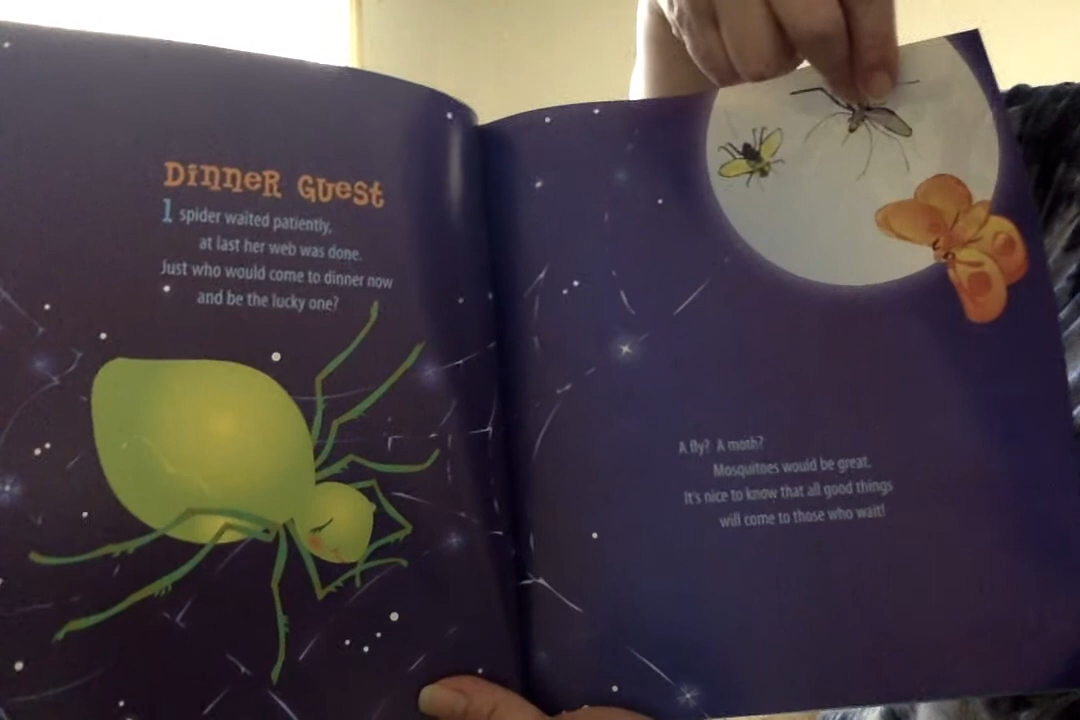 Dinner Guest
1 spider waited patiently,
at last her web was done.
Just who would come to dinner now
and be the lucky one?
A fly? A moth?
Mosquitoes would be great.
It's nice to know that all good things
will come to those who wait!